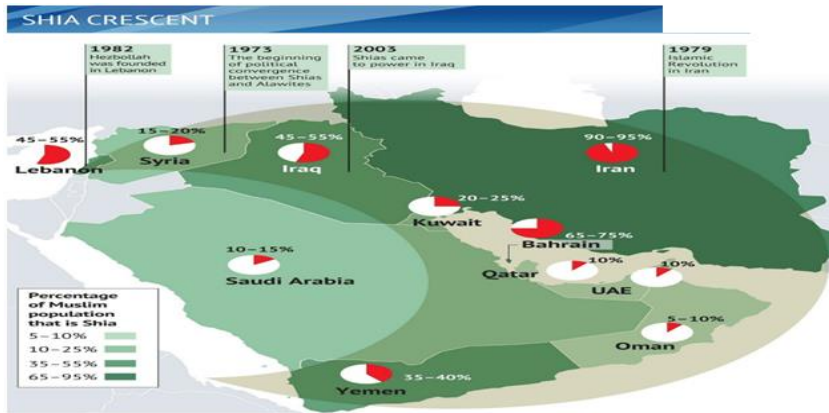 SHIA CRESCENT
1982
Hezbollah
was founded
in Lebanon
1973
The beginning
of political
convergence
between Shias
and Alawites
2003
Shias came
to power in Iraq
1979
Islamic
Revolution
in Iran
45–55%
Lebanon
15–20%
Syria
45–55%
Iraq
90–95%
Iran
20–25%
Kuwait
65–75%
Bahrain
10–15%
Saudi Arabia
10%
Qatar
10%
UAE
5–10%
Oman
35–40%
Yemen
Percentage
of Muslim
population
that is Shia
5–10%
10–25%
35–55%
65–95%